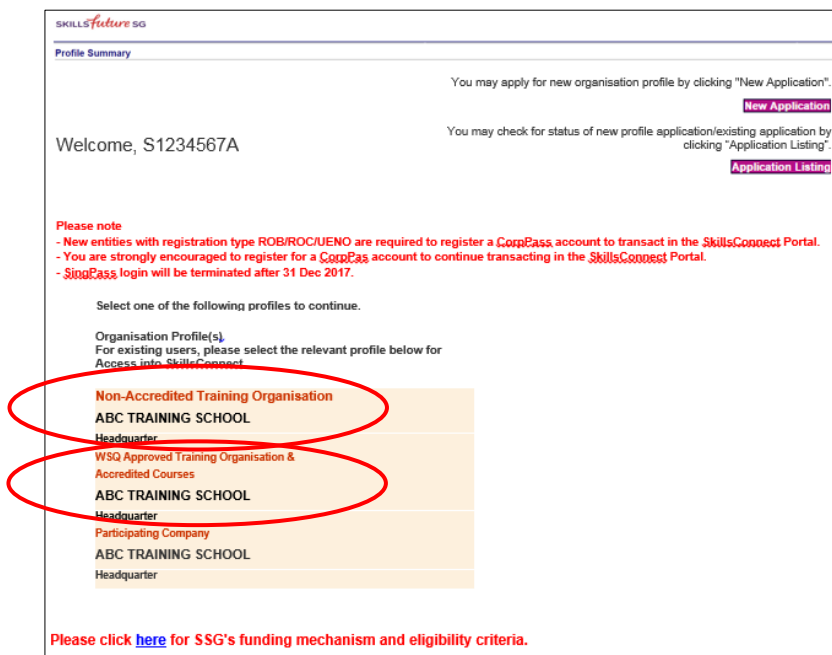 SKILLSfuture SG
Profile Summary
You may apply for new organisation profile by clicking "New Application".
New Application
Welcome, S1234567A
You may check for status of new profile application/existing application by
clicking "Application Listing".
Application Listing
Please note
- New entities with registration type ROB/ROC/UENO are required to register a CorpPass account to transact in the SkillsConnect Portal.
- You are strongly encouraged to register for a CorpPas account to continue transacting in the SkillsConnect Portal.
- SingPass login will be terminated after 31 Dec 2017.
Select one of the following profiles to continue.
Organisation Profile(s).
For existing users, please select the relevant profile below for
Access into SkillsConnect
Non-Accredited Training Organisation
ABC TRAINING SCHOOL
Headquarter
WSQ Approved Training Organisation &
Accredited Courses
ABC TRAINING SCHOOL
Headquarter
Participating Company
ABC TRAINING SCHOOL
Headquarter
Please click here for SSG's funding mechanism and eligibility criteria.